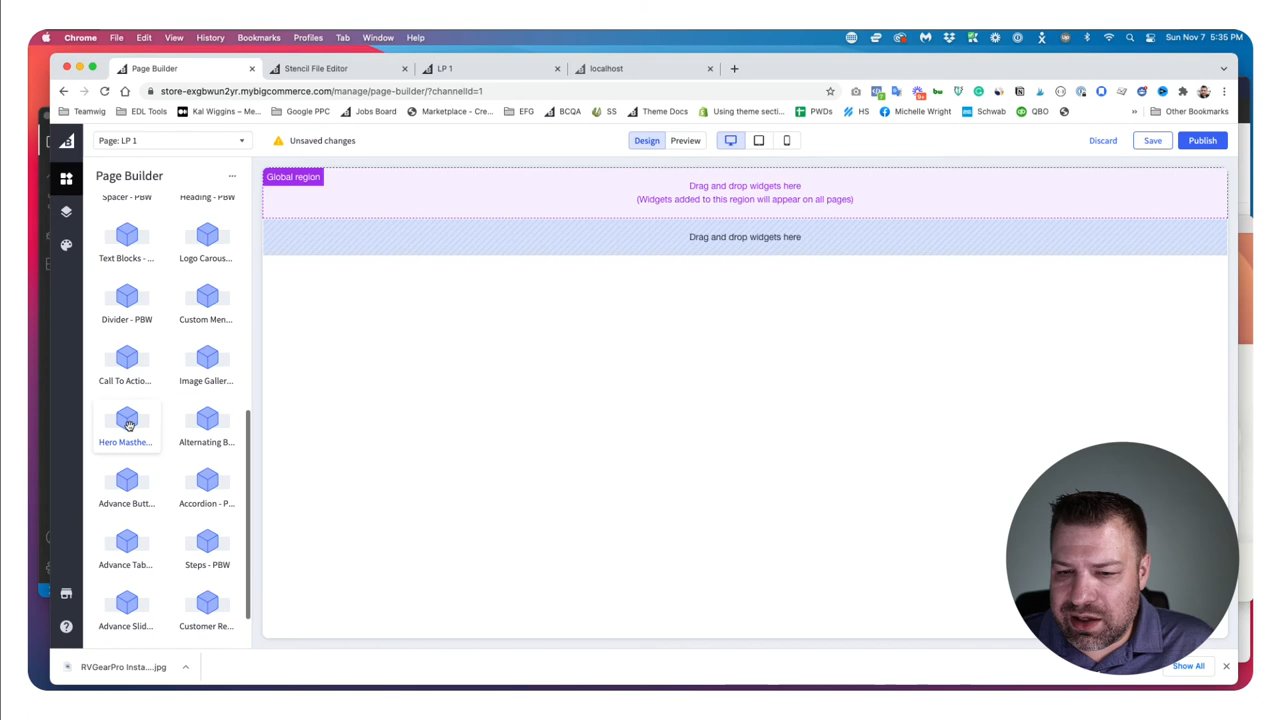 Chrome File Edit View History Bookmarks Profiles Tab Window Help Sun Nov 7 5:35 PM
Page Builder Stencil File Editor LP 1 localhost
store-exgbwun2yr.mybigcommerce.com/manage/page-builder/?channelId=1
Teamwig EDL Tools Kal Wiggins – My... Google PPC Jobs Board Marketplace - Cre... EFG BCQA SS Theme Docs Using theme secti... PWDs HS Michelle Wright Schwab QBO » Other Bookmarks
Page: LP 1 Unsaved changes Design Preview Discard Save Publish
Page Builder ...
Global region
Drag and drop widgets here
(Widgets added to this region will appear on all pages)
Drag and drop widgets here
Spacer - PBW Heading - PBW
Text Blocks - ... Logo Carous...
Divider - PBW Custom Men...
Call To Actio... Image Galler...
Hero Masthe... Alternating B...
Advance Butt... Accordion - P...
Advance Tab... Steps - PBW
Advance Slid... Customer Re...
RVGearPro Insta....jpg Show All